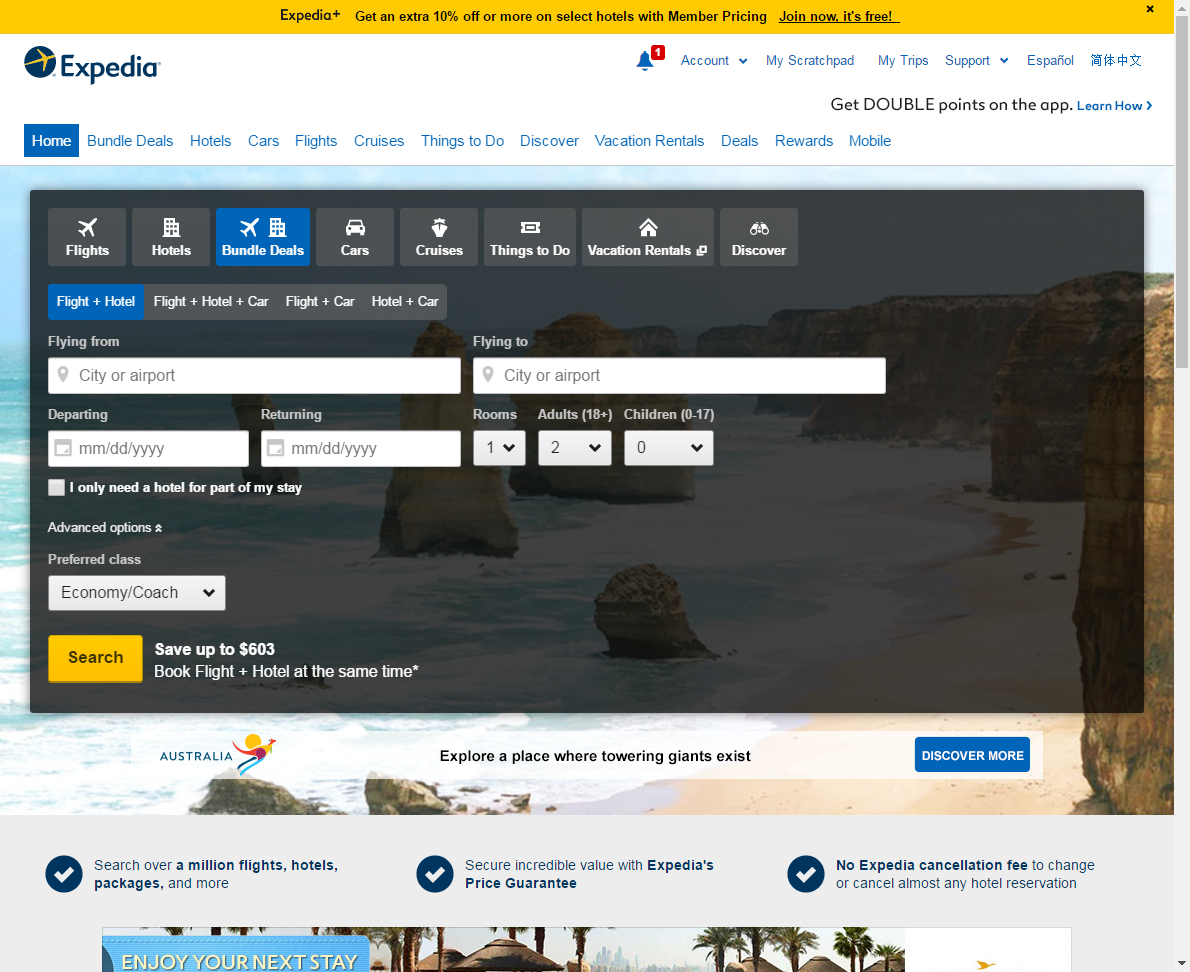 Expedia+ Get an extra 10% off or more on select hotels with Member Pricing Join now, it's free!
Expedia
1 Account My Scratchpad My Trips Support Español 简体中文
Get DOUBLE points on the app. Learn How
Home Bundle Deals Hotels Cars Flights Cruises Things to Do Discover Vacation Rentals Deals Rewards Mobile
Flights Hotels Bundle Deals Cars Cruises Things to Do Vacation Rentals Discover
Flight + Hotel Flight + Hotel + Car Flight + Car Hotel + Car
Flying from Flying to
City or airport City or airport
Departing Returning Rooms Adults (18+) Children (0-17)
mm/dd/yyyy mm/dd/yyyy 1 2 0
I only need a hotel for part of my stay
Advanced options
Preferred class
Economy/Coach
Search
Save up to $603
Book Flight + Hotel at the same time*
AUSTRALIA Explore a place where towering giants exist DISCOVER MORE
Search over a million flights, hotels,
packages, and more
Secure incredible value with Expedia's
Price Guarantee
No Expedia cancellation fee to change
or cancel almost any hotel reservation
ENJOY YOUR NEXT STAY